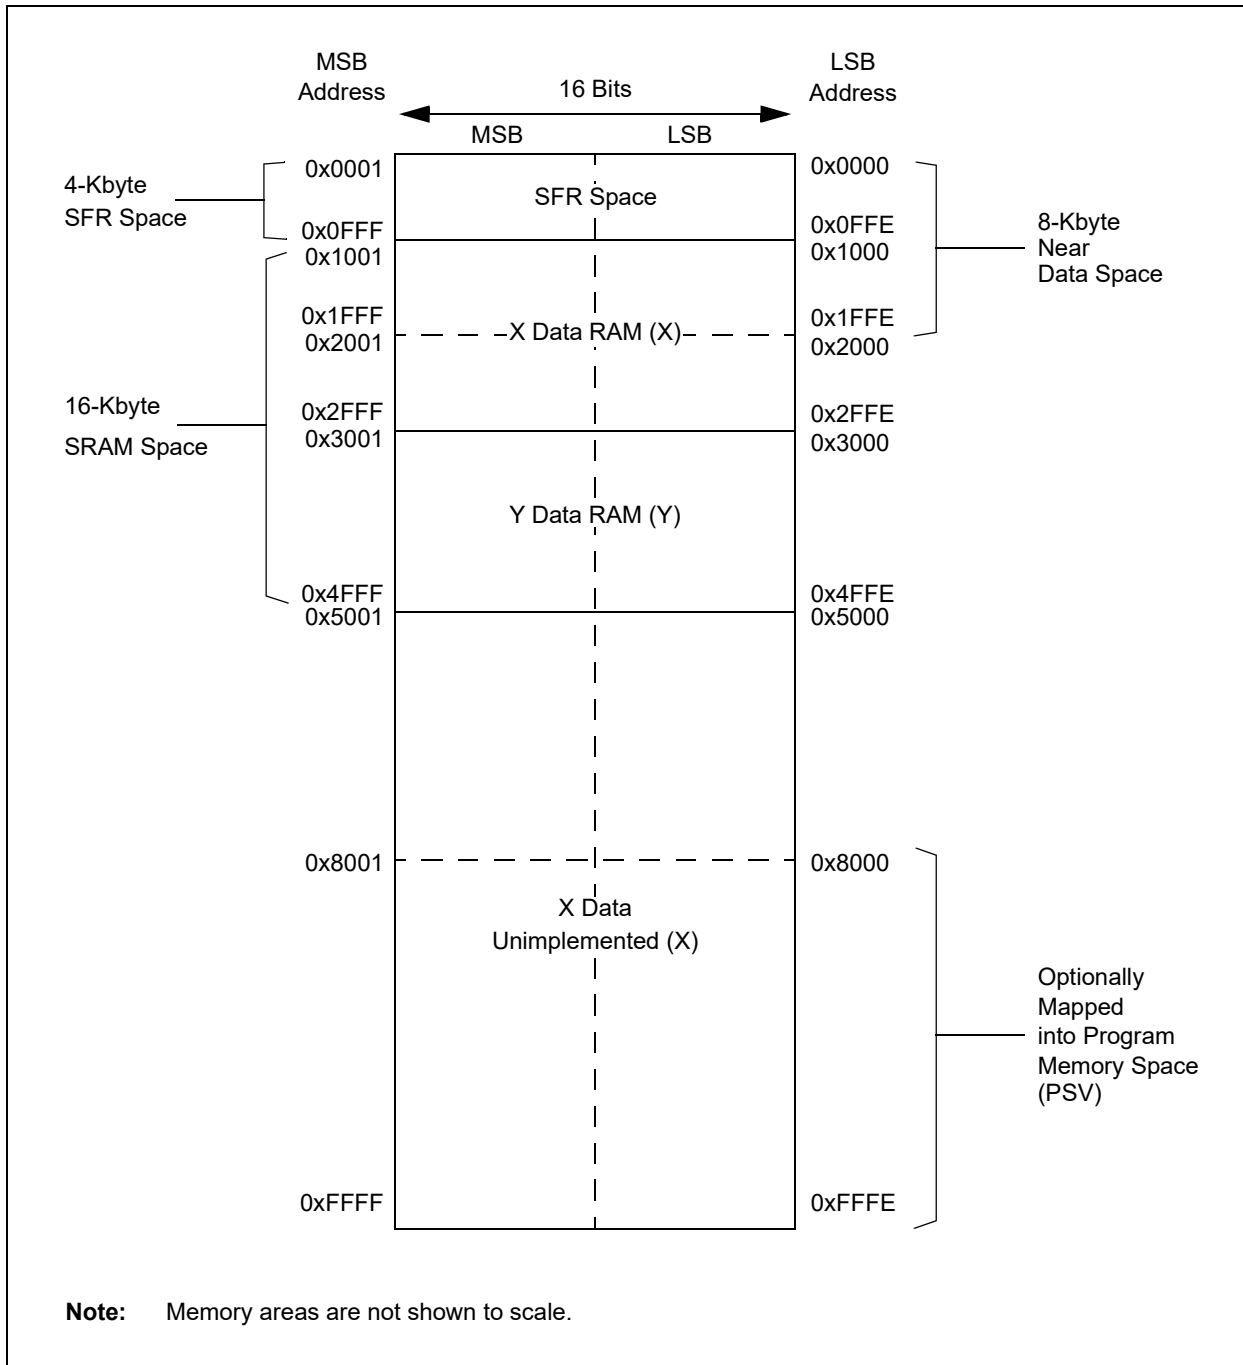 MSB
Address
LSB
Address
16 Bits
MSB
LSB
4-Kbyte
SFR Space
0x0001
0x0FFF
0x1001
SFR Space
0x0000
0x0FFE
0x1000
8-Kbyte
Near
Data Space
0x1FFF
0x2001
X Data RAM (X)
0x1FFE
0x2000
16-Kbyte
SRAM Space
0x2FFF
0x3001
0x2FFE
0x3000
Y Data RAM (Y)
0x4FFF
0x5001
0x4FFE
0x5000
0x8001
0x8000
X Data
Unimplemented (X)
Optionally
Mapped
into Program
Memory Space
(PSV)
0xFFFF
0xFFFE
Note: Memory areas are not shown to scale.